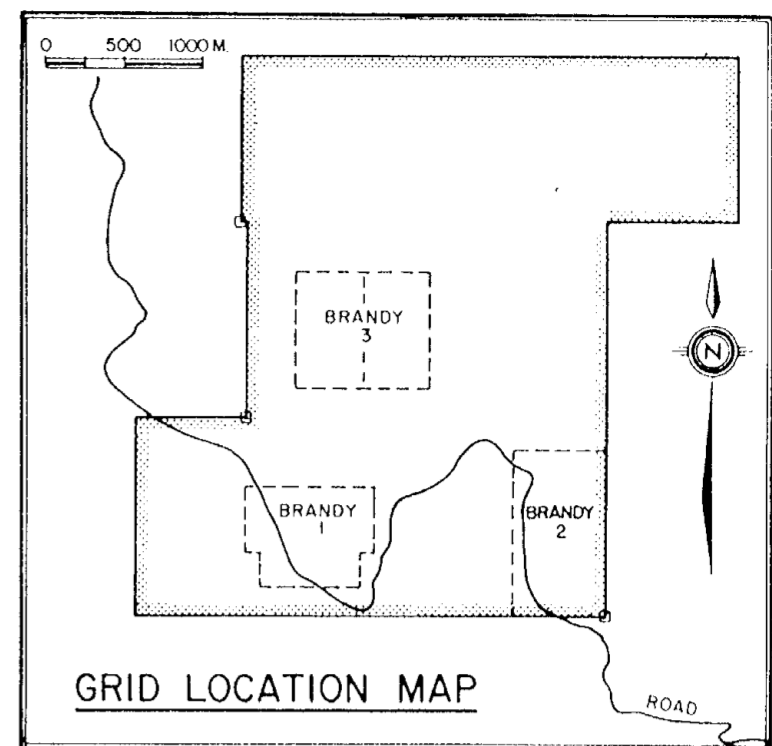 0 500 1000 M.
BRANDY
3
N
BRANDY
1
BRANDY
2
GRID LOCATION MAP
ROAD